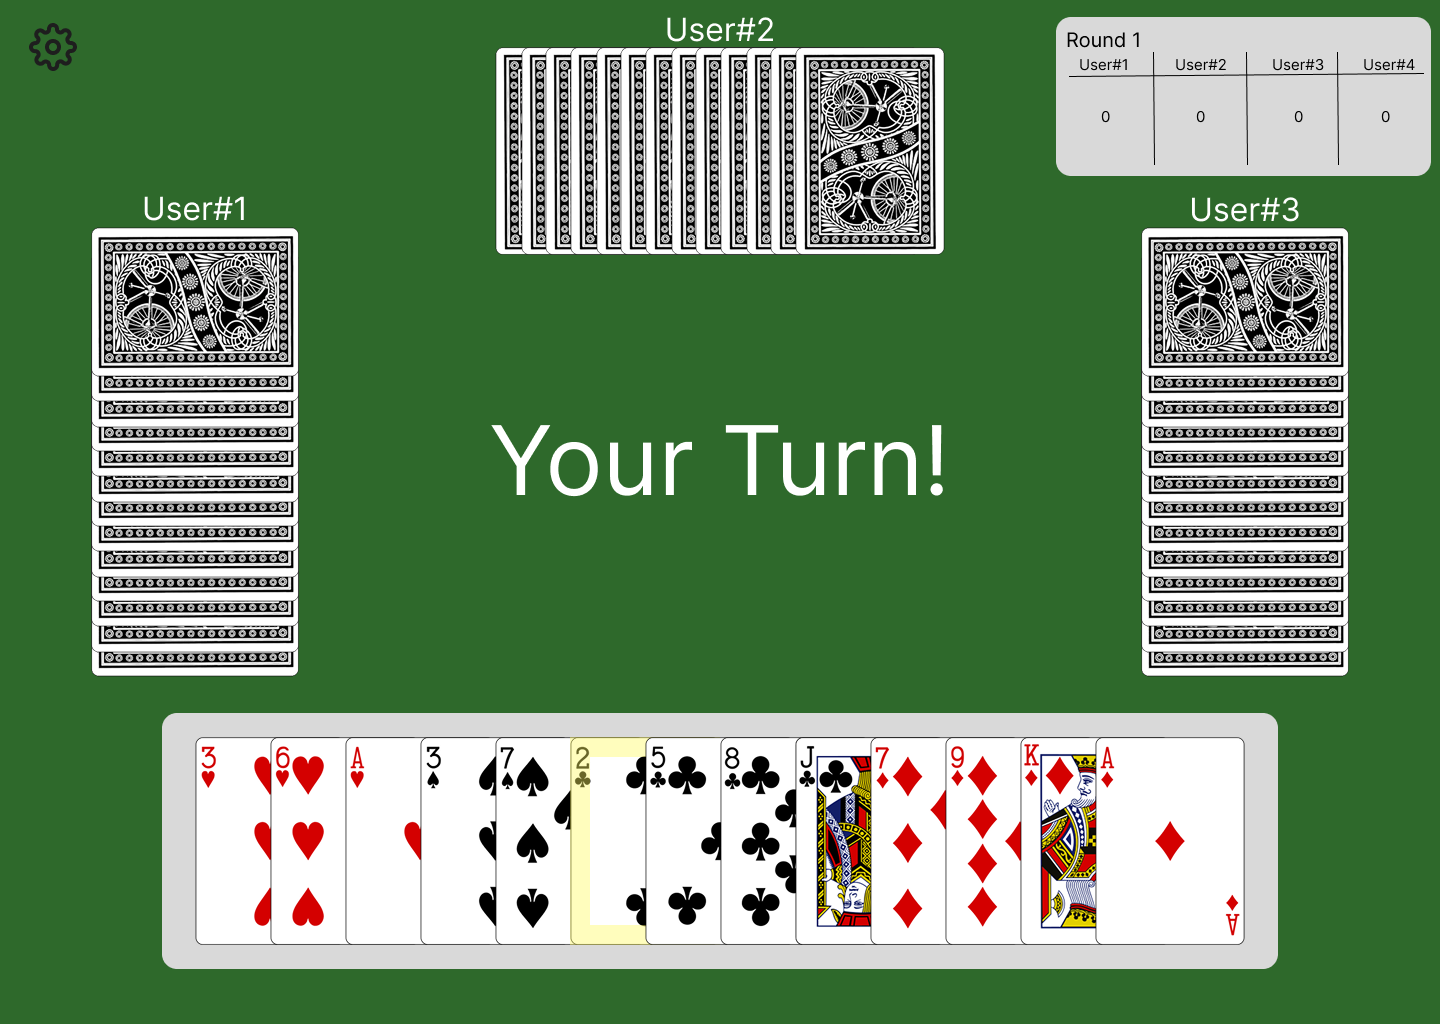 User#2
Round 1
User#1 User#2 User#3 User#4
0 0 0 0
User#1
User#3
Your Turn!
3 6 A 3 7 2 5 8 J 7 9 K A
A